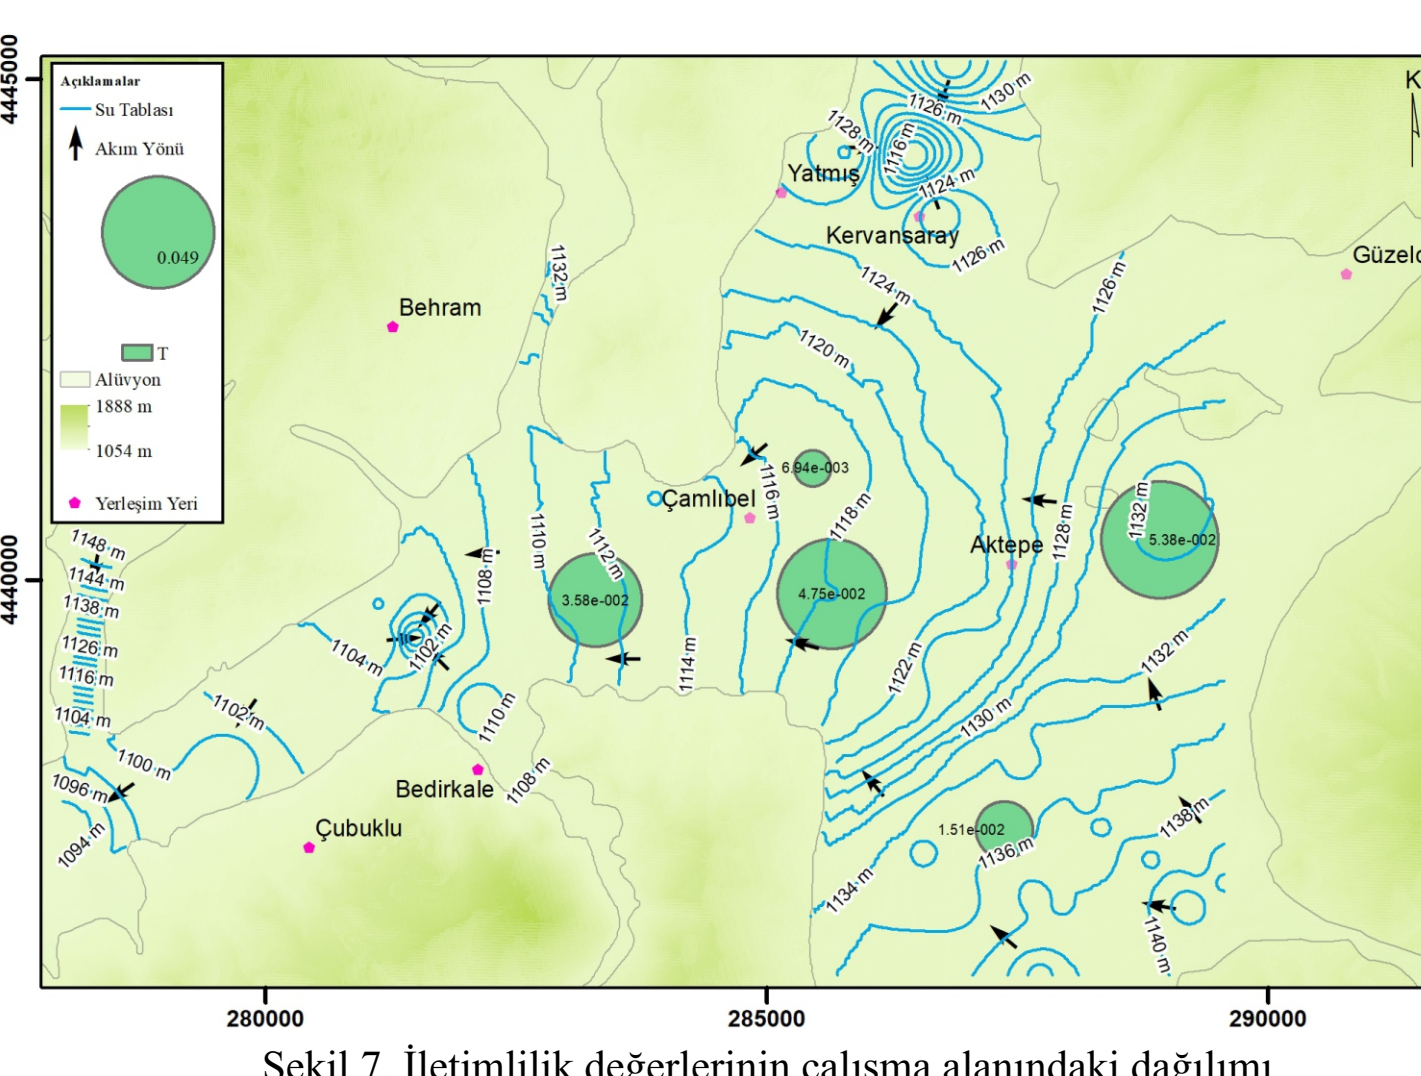 4445000
4440000
Açıklamalar
Su Tablası
Akım Yönü
0.049
T
Alüvyon
1888 m
1054 m
Yerleşim Yeri
K
1130 m
1126 m
1128 m
1116 m
Yatmış
1124 m
Kervansaray
1126 m
1132 m
1124 m
1126 m
Behram
1120 m
6.94e-003
1116 m
Çamlıbel
1118 m
1132 m
1110 m
1112 m
1128 m
5.38e-002
Aktepe
1148 m
1144 m
1138 m
1126 m
1116 m
1104 m
1108 m
3.58e-002
4.75e-002
1104 m
1102 m
1114 m
1122 m
1132 m
1102 m
1110 m
1130 m
1100 m
1096 m
Bedirkale
1108 m
1094 m
Çubuklu
1138 m
1.51e-002
1136 m
1134 m
1140 m
280000
285000
290000
Şekil 7. İletimlilik değerlerinin çalışma alanındaki dağılımı